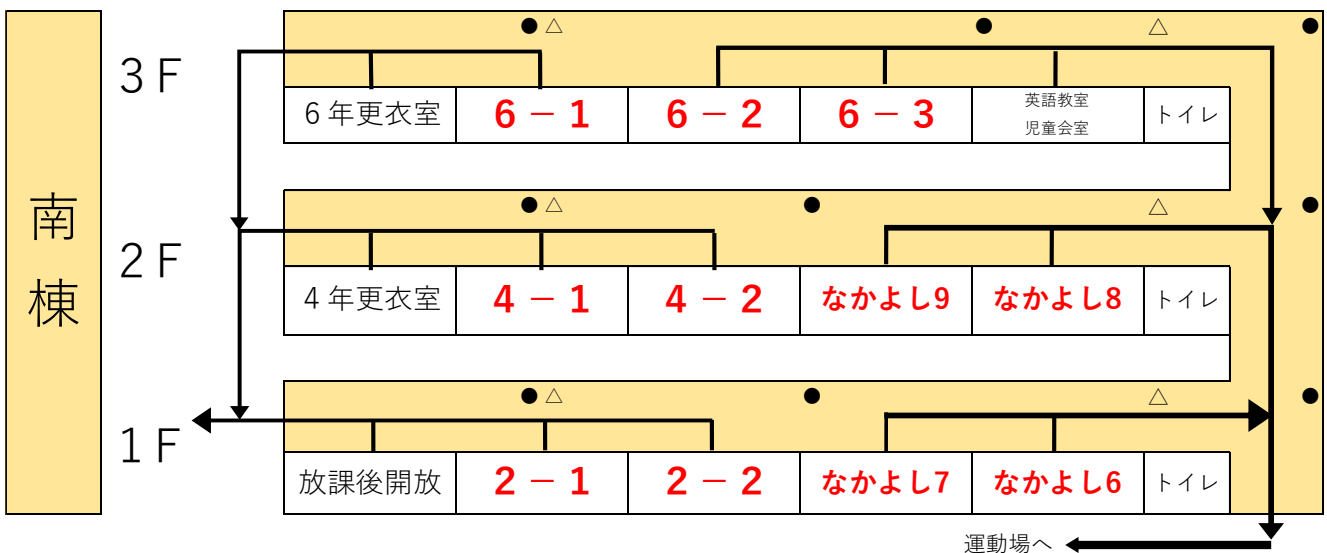 南棟
3F
● △ ● △ ●
6年更衣室 6－1 6－2 6－3 英語教室 トイレ
児童会室
2F
● △ ● △ ●
4年更衣室 4－1 4－2 なかよし9 なかよし8 トイレ
1F
● △ ● △ ●
放課後開放 2－1 2－2 なかよし7 なかよし6 トイレ
運動場へ